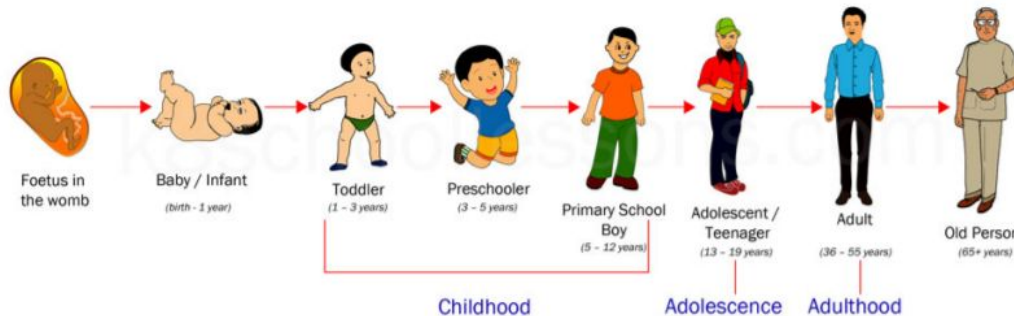 Foetus in
the womb
Baby / Infant
(birth - 1 year)
Toddler
(1 – 3 years)
Preschooler
(3 – 5 years)
Primary School
Boy
(5 – 12 years)
Adolescent /
Teenager
(13 – 19 years)
Adult
(36 – 55 years)
Old Person
(65+ years)
Childhood
Adolescence
Adulthood
k8schoollessons.com